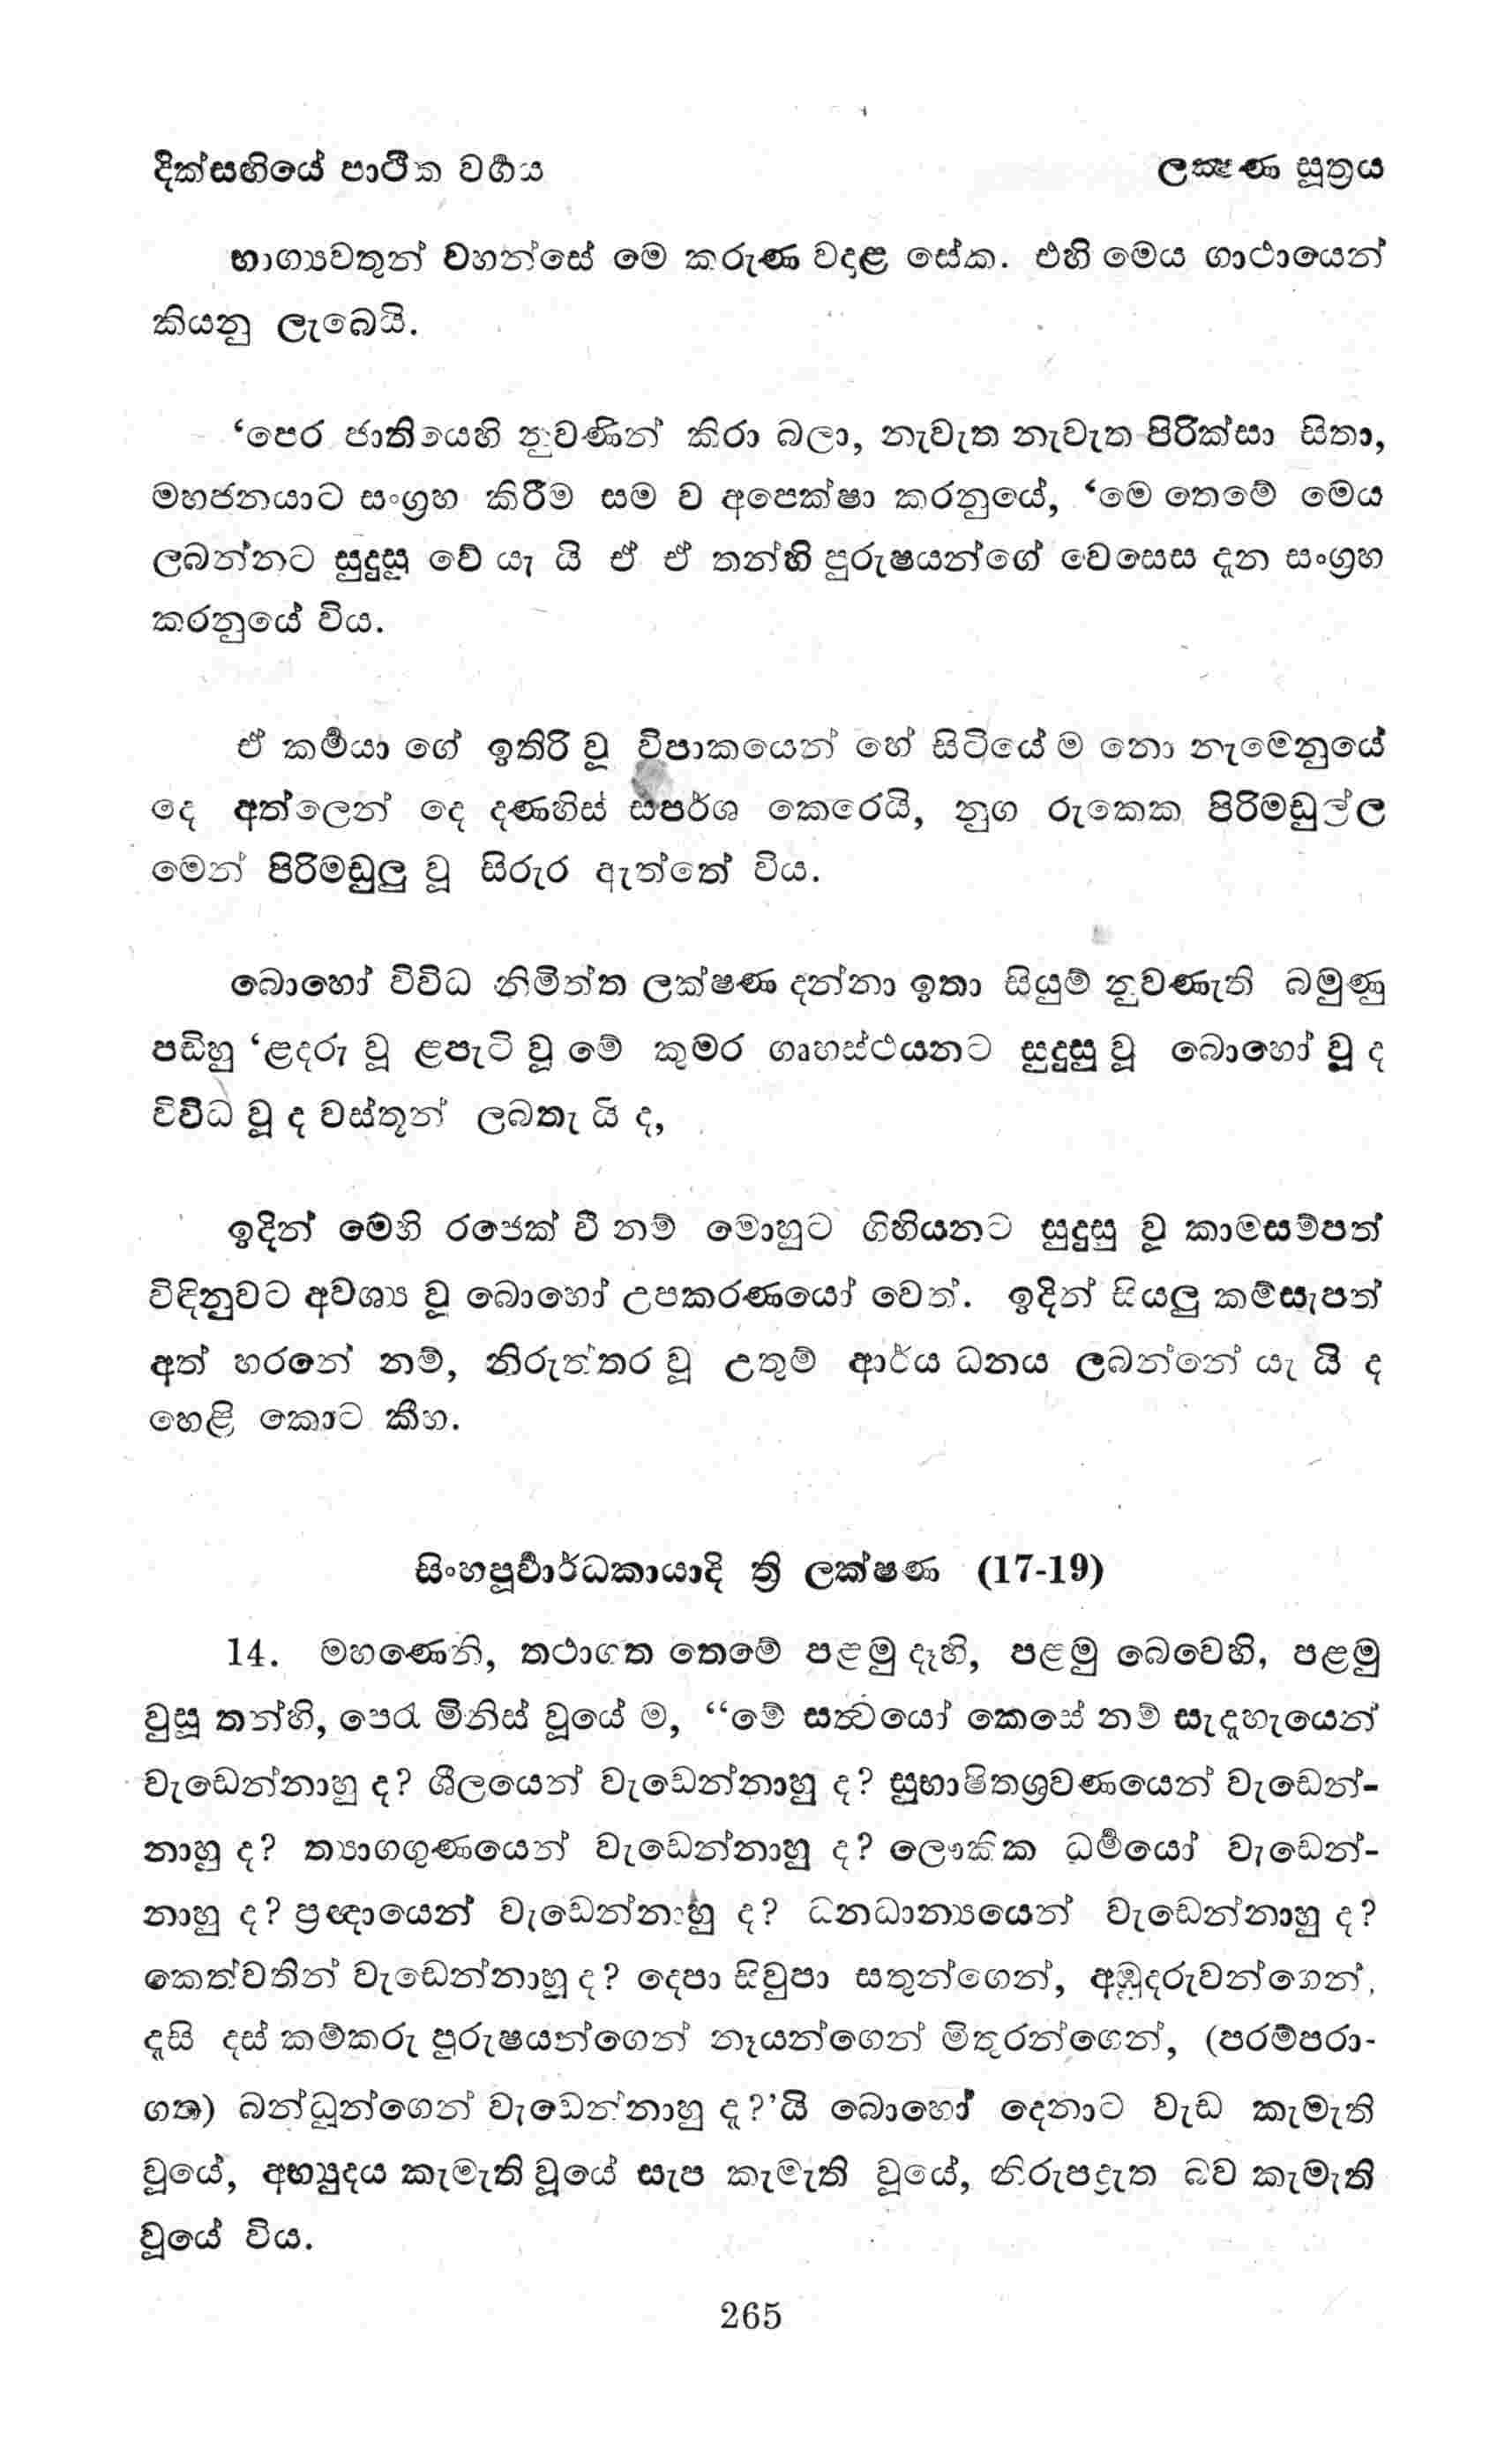 දික්සඟියේ පාථික වර්‍ගය
ලක්‍ෂණ සූත්‍රය
භාග්‍යවතුන් වහන්සේ මෙ කරුණ වදාළ සේක. එහි මෙය ගාථායෙන්
කියනු ලැබෙයි.
‘පෙර ජාතියෙහි නුවණින් කිරා බලා, නැවැත නැවැත පිරික්සා සිතා,
මහජනයාට සංග්‍රහ කිරීම සම ව අපෙක්ෂා කරනුයේ, ‘මෙ තෙමේ මෙය
ලබන්නට සුදුසු වේ යැ යි ඒ ඒ තන්හි පුරුෂයන්ගේ වෙසෙස දැන සංග්‍රහ
කරනුයේ විය.
ඒ කර්‍මයා ගේ ඉතිරි වූ විපාකයෙන් හේ සිටියේ ම නො නැමෙනුයේ
දෙ අත්ලෙන් දෙ දණහිස් ස්පර්ශ කෙරෙයි, නුග රුකෙක පිරිමඩුල්ල
මෙන් පිරිමඩුලු වූ සිරුර ඇත්තේ විය.
බොහෝ විවිධ නිමිත්ත ලක්ෂණ දන්නා ඉතා සියුම් නුවණැති බමුණු
පඬිහු ‘ළදරු වූ ළපැටි වූ මේ කුමර ගෘහස්ථයනට සුදුසු වූ බොහෝ වූ ද
විවිධ වූ ද වස්තූන් ලබතැ යි ද,
ඉදින් මෙහි රජෙක් වී නම් මොහුට ගිහියනට සුදුසු වූ කාමසම්පත්
විඳිනුවට අවශ්‍ය වූ බොහෝ උපකරණයෝ වෙත්. ඉදින් සියලු කම්සැපත්
අත් හරනේ නම්, නිරුත්තර වූ උතුම් ආර්ය ධනය ලබන්නේ යැ යි ද
හෙළි කොට කීහ.
සිංහපූර්‍වාර්ධකායාදි ත්‍රි ලක්ෂණ (17-19)
14. මහණෙනි, තථාගත තෙමේ පළමු දැහි, පළමු බෙවෙහි, පළමු
වුසූ තන්හි, පෙරැ මිනිස් වූයේ ම, “මේ සත්‍වයෝ කෙසේ නම් සැදැහැයෙන්
වැඩෙන්නාහු ද? ශීලයෙන් වැඩෙන්නාහු ද? සුභාෂිතශ්‍රවණයෙන් වැඩෙන්-
නාහු ද? ත්‍යාගගුණයෙන් වැඩෙන්නාහු ද? ලෞකික ධර්‍මයෝ වැඩෙන්-
නාහු ද? ප්‍රඥායෙන් වැඩෙන්නාහු ද? ධනධාන්‍යයෙන් වැඩෙන්නාහු ද?
කෙත්වතින් වැඩෙන්නාහු ද? දෙපා සිවුපා සතුන්ගෙන්, අඹුදරුවන්ගෙන්,
දැසි දස් කම්කරු පුරුෂයන්ගෙන් නෑයන්ගෙන් මිතුරන්ගෙන්, (පරම්පරා-
ගත) බන්ධූන්ගෙන් වැඩෙන්නාහු දැ?’යි බොහෝ දෙනාට වැඩ කැමැති
වූයේ, අභ්‍යුදය කැමැති වූයේ සැප කැමැති වූයේ, නිරුපද්‍රැත බව කැමැති
වූයේ විය.
265